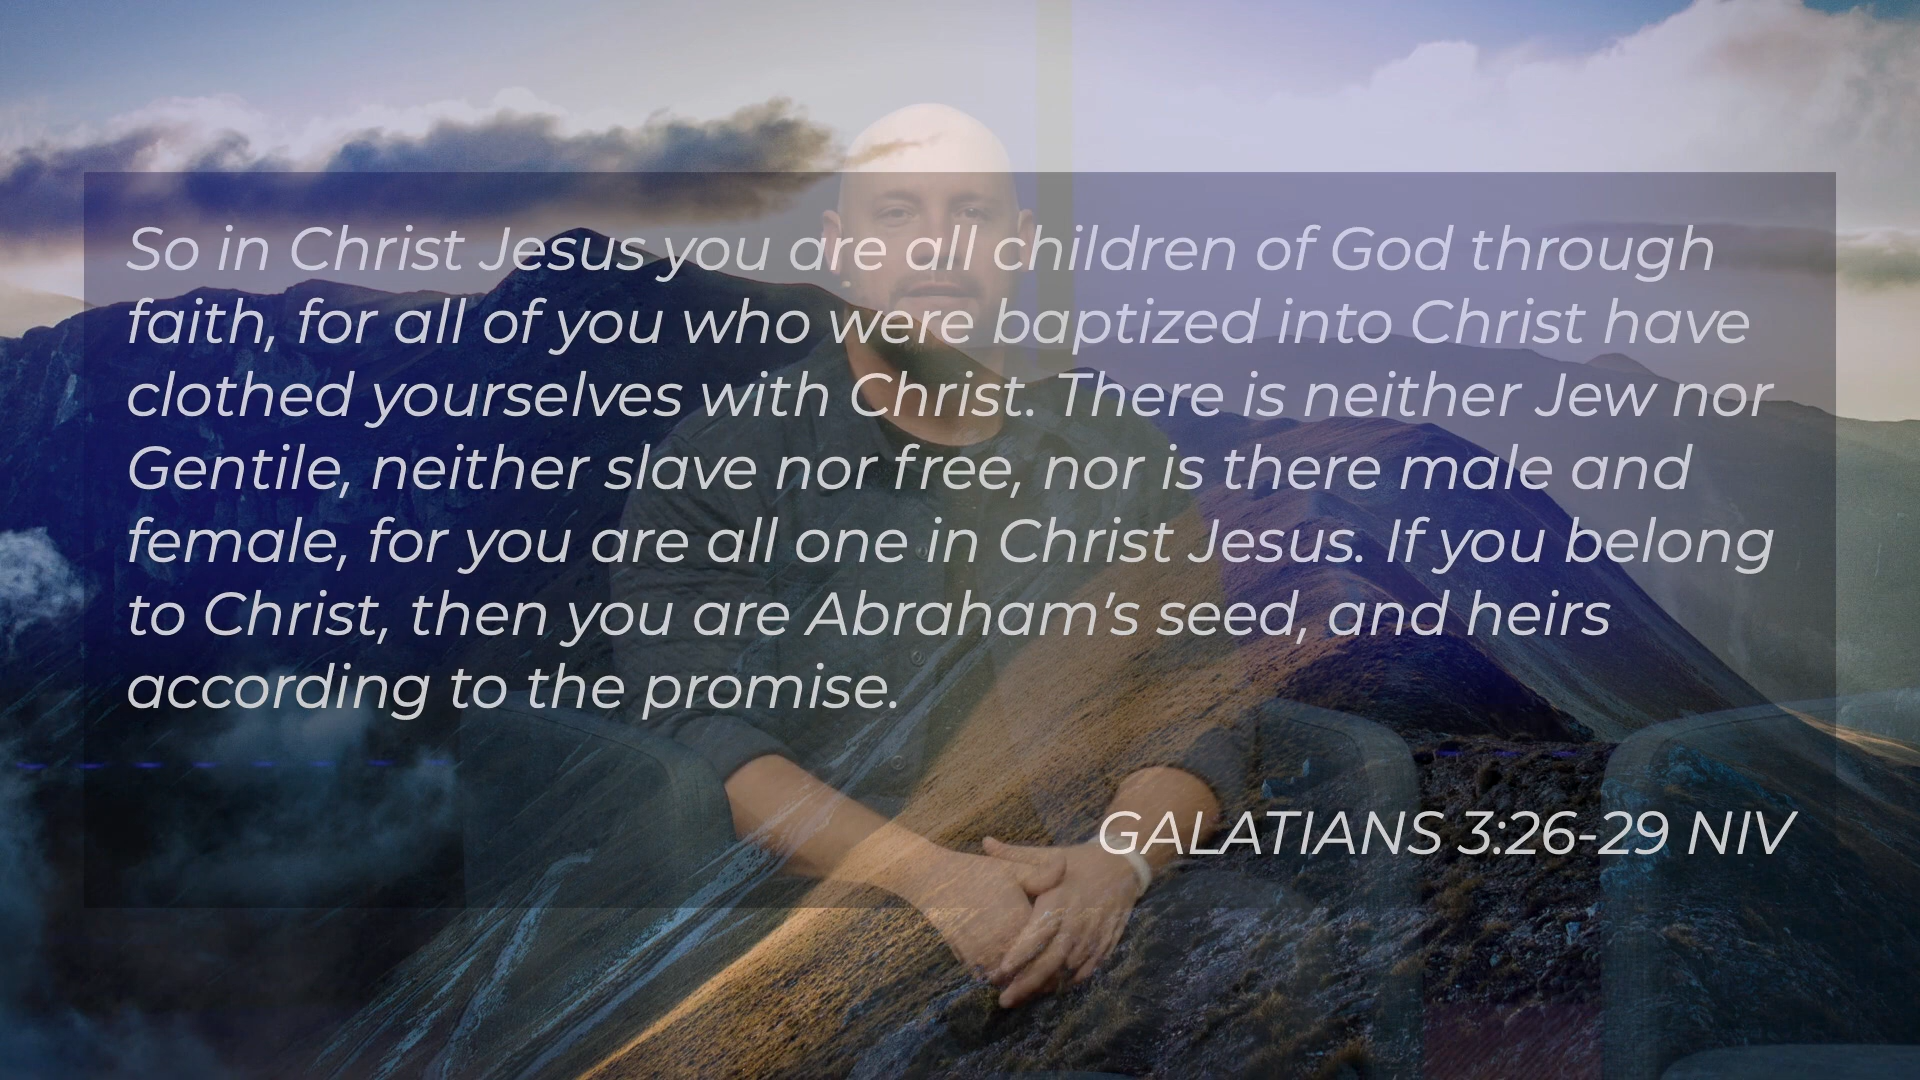 So in Christ Jesus you are all children of God through
faith, for all of you who were baptized into Christ have
clothed yourselves with Christ. There is neither Jew nor
Gentile, neither slave nor free, nor is there male and
female, for you are all one in Christ Jesus. If you belong
to Christ, then you are Abraham's seed, and heirs
according to the promise.
GALATIANS 3:26-29 NIV